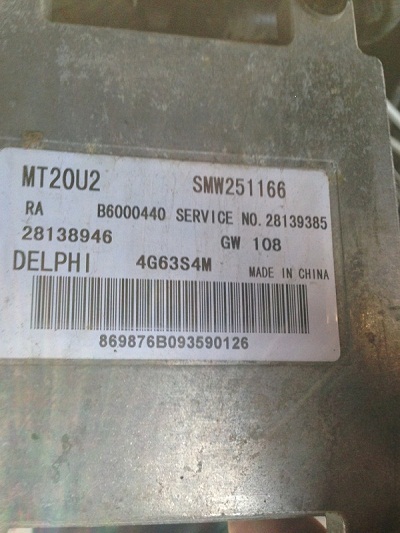 MT20U2 SMW251166
RA B6000440 SERVICE NO. 28139385
28138946 GW 108
DELPHI 4G63S4M MADE IN CHINA
869876B093590126